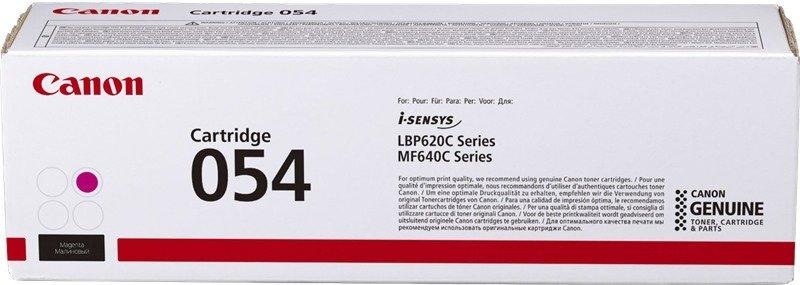 Canon
Cartridge 054
Canon
Cartridge
054
Magenta
Малиновый
For: Pour: Für: Para: Per: Voor: Для:
i-SENSYS
LBP620C Series
MF640C Series
For optimum print quality, we recommend using genuine Canon toner cartridges. / Pour une
qualité d'impression optimale, nous recommandons d'utiliser d'authentiques cartouches toner
Canon. / Um eine optimale Druckqualität zu erhalten, empfehlen wir die Verwendung von
Original Tonercartridges von Canon. / Para una calidad de impresión óptima, le recomendamos
utilizar cartuchos de tóner Canon originales. / Per una qualità di stampa ottimale, si consiglia di
utilizzare cartucce di toner originali Canon. / Voor de beste printkwaliteit wordt geadviseerd om
uitsluitend originele Canon cartridges te gebruiken. / Для оптимального качества печати мы
рекомендуем использовать оригинальные картриджи Canon.
CANON
GENUINE
TONER, CARTRIDGE
& PARTS